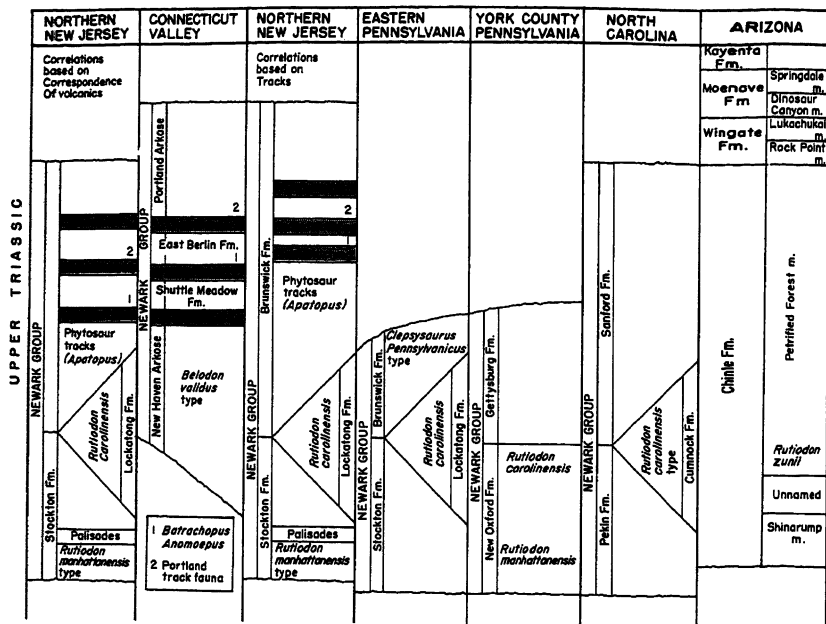 UPPER TRIASSIC
NORTHERN
NEW JERSEY
Correlations
based on
Correspondence
Of volcanics
NEWARK GROUP
Stockton Fm.
2
1
Phytosaur
tracks
(Apatopus)
Rutiodon
Carolinensis
Lockatong Fm.
Palisades
Rutiodon
manhattanensis
type
CONNECTICUT
VALLEY
NEWARK GROUP
Portland Arkose
2
East Berlin Fm.
1
Shuttle Meadow
Fm.
New Haven Arkose
Belodon
validus
type
1 Batrachopus
Anomoepus
2 Portland
track fauna
NORTHERN
NEW JERSEY
Correlations
based on
Tracks
NEWARK GROUP
Brunswick Fm.
Stockton Fm.
2
1
Phytosaur
tracks
(Apatopus)
Rutiodon
carolinensis
Lockatong Fm.
Palisades
Rutiodon
manhattanensis
type
EASTERN
PENNSYLVANIA
NEWARK GROUP
Brunswick Fm.
Stockton Fm.
Clepsysaurus
Pennsylvanicus
type
Rutiodon
carolinensis
Lockatong Fm.
YORK COUNTY
PENNSYLVANIA
NEWARK GROUP
Gettysburg Fm.
New Oxford Fm.
Rutiodon
carolinensis
Rutiodon
manhattanensis
NORTH
CAROLINA
NEWARK GROUP
Sanford Fm.
Pekin Fm.
Rutiodon
carolinensis
type
Cumnock Fm.
ARIZONA
Kayenta
Fm.
Moenave
Fm
Springdale
m.
Dinosaur
Canyon m.
Wingate
Fm.
Lukachukai
m.
Rock Point
m.
Chinle Fm.
Petrified Forest m.
Rutiodon
zunii
Unnamed
Shinarump
m.